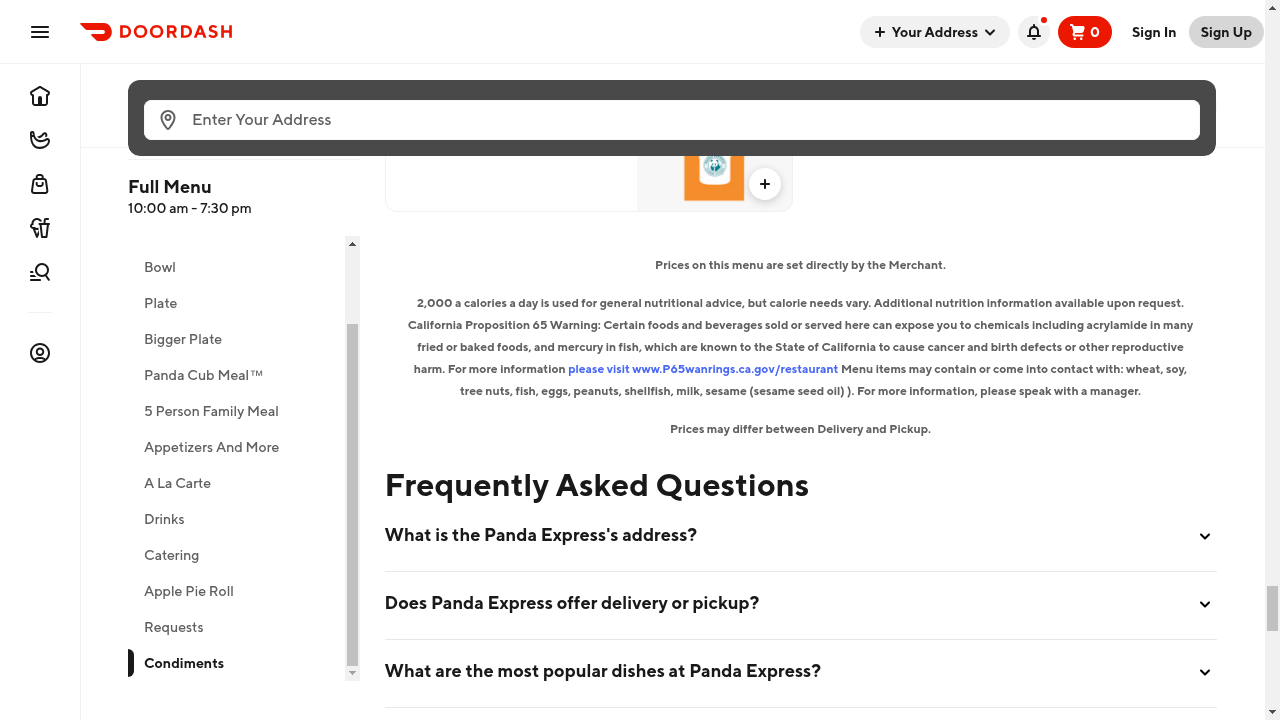 DOORDASH
Your Address
0
Sign In
Sign Up
Enter Your Address
Full Menu
10:00 am - 7:30 pm
Bowl
Plate
Bigger Plate
Panda Cub Meal™
5 Person Family Meal
Appetizers And More
A La Carte
Drinks
Catering
Apple Pie Roll
Requests
Condiments
Prices on this menu are set directly by the Merchant.
2,000 a calories a day is used for general nutritional advice, but calorie needs vary. Additional nutrition information available upon request.
California Proposition 65 Warning: Certain foods and beverages sold or served here can expose you to chemicals including acrylamide in many
fried or baked foods, and mercury in fish, which are known to the State of California to cause cancer and birth defects or other reproductive
harm. For more information please visit www.P65wanrings.ca.gov/restaurant Menu items may contain or come into contact with: wheat, soy,
tree nuts, fish, eggs, peanuts, shellfish, milk, sesame (sesame seed oil) ). For more information, please speak with a manager.
Prices may differ between Delivery and Pickup.
Frequently Asked Questions
What is the Panda Express's address?
Does Panda Express offer delivery or pickup?
What are the most popular dishes at Panda Express?